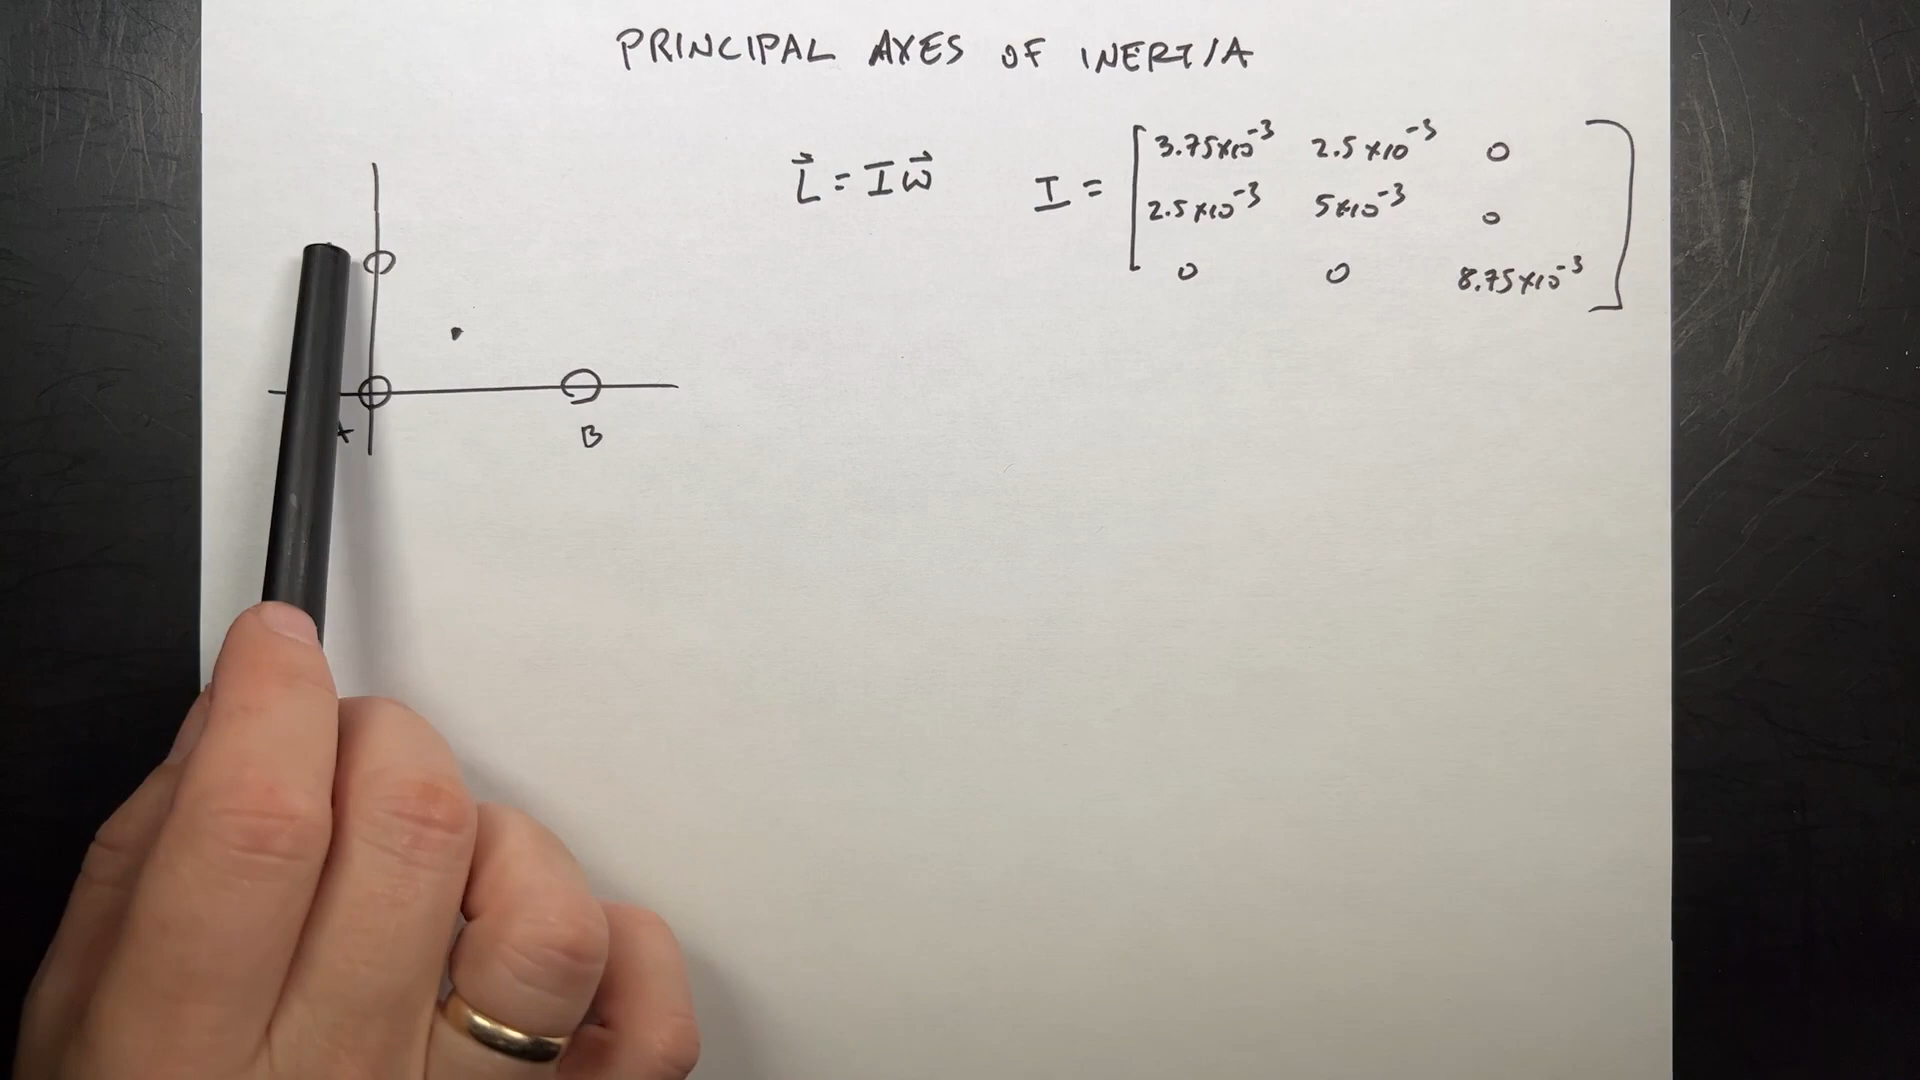 PRINCIPAL AXES OF INERTIA
L⃗ = Iω⃗
I = [3.75×10⁻³ 2.5×10⁻³ 0
2.5×10⁻³ 5×10⁻³ 0
0 0 8.75×10⁻³]
B